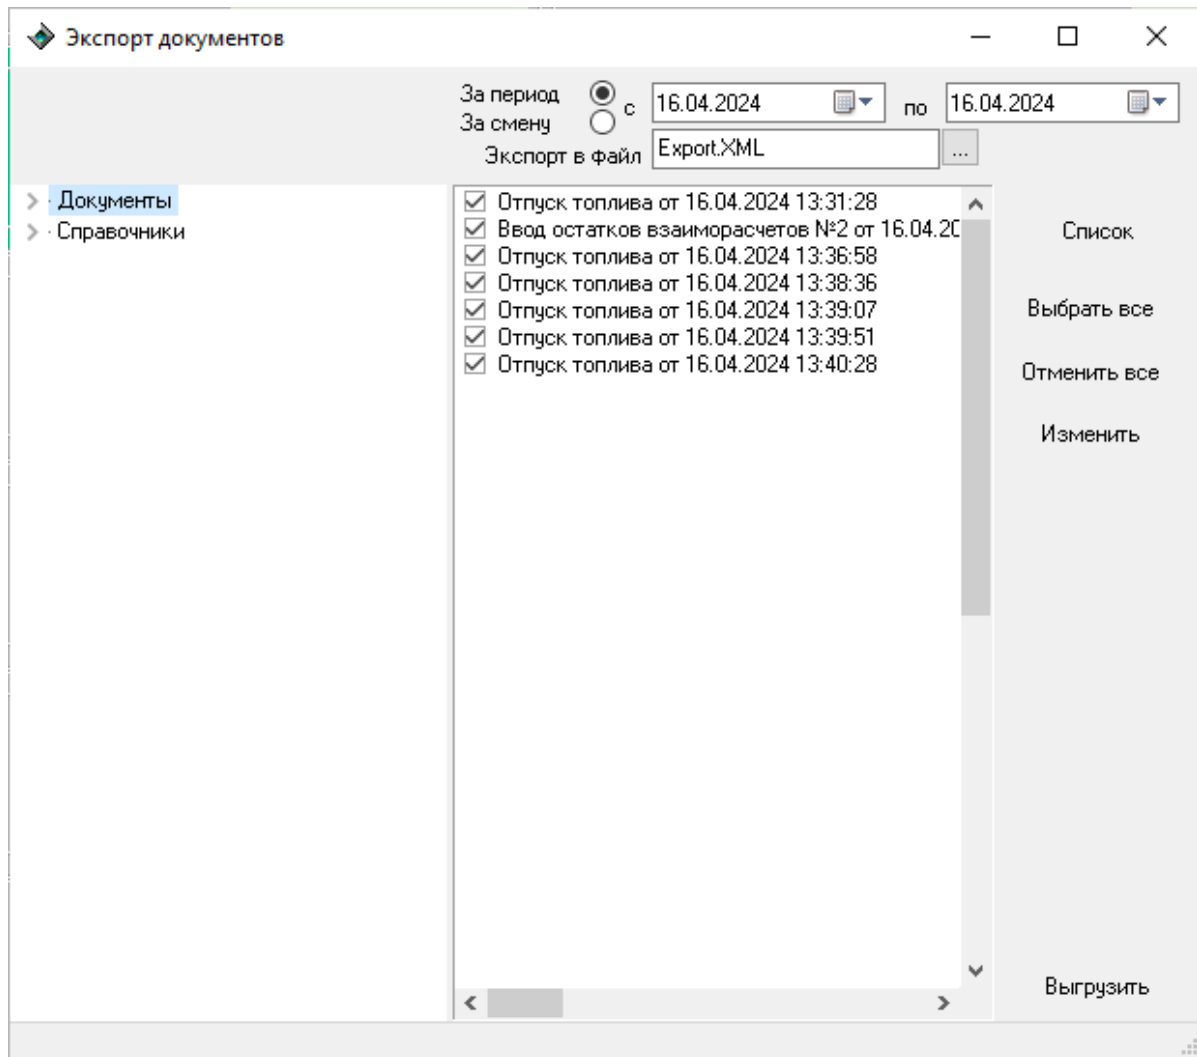 Экспорт документов
За период с 16.04.2024 по 16.04.2024
За смену
Экспорт в файл Export.XML ...
Документы
Справочники
Отпуск топлива от 16.04.2024 13:31:28
Ввод остатков взаиморасчетов №2 от 16.04.20
Отпуск топлива от 16.04.2024 13:36:58
Отпуск топлива от 16.04.2024 13:38:36
Отпуск топлива от 16.04.2024 13:39:07
Отпуск топлива от 16.04.2024 13:39:51
Отпуск топлива от 16.04.2024 13:40:28
Список
Выбрать все
Отменить все
Изменить
Выгрузить